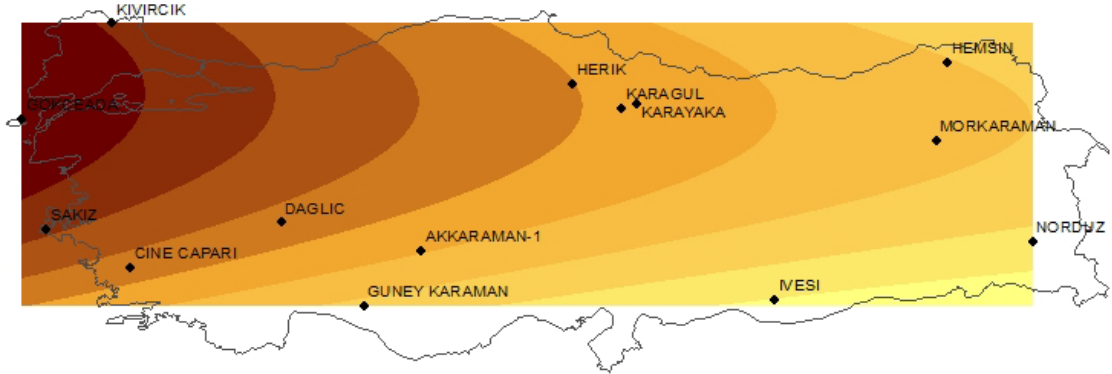 KIVIRCIK
HEMSIN
HERIK
KARAGUL
KARAYAKA
GOKCEADA
MORKARAMAN
SAKIZ
DAGLIC
NORDUZ
AKKARAMAN-1
CINE CAPARI
GUNEY KARAMAN
IVESI